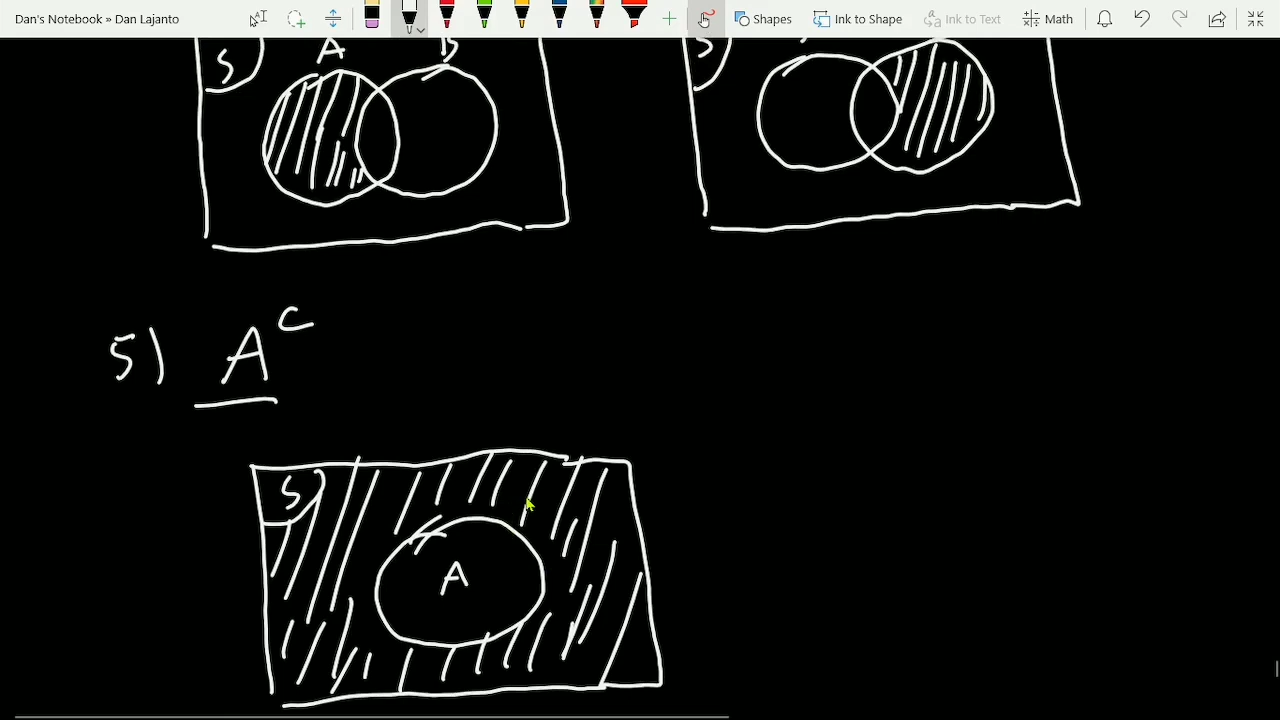 Dan's Notebook » Dan Lajanto
Shapes
Ink to Shape
Ink to Text
Math
S A B
S
5) A^c
S
A